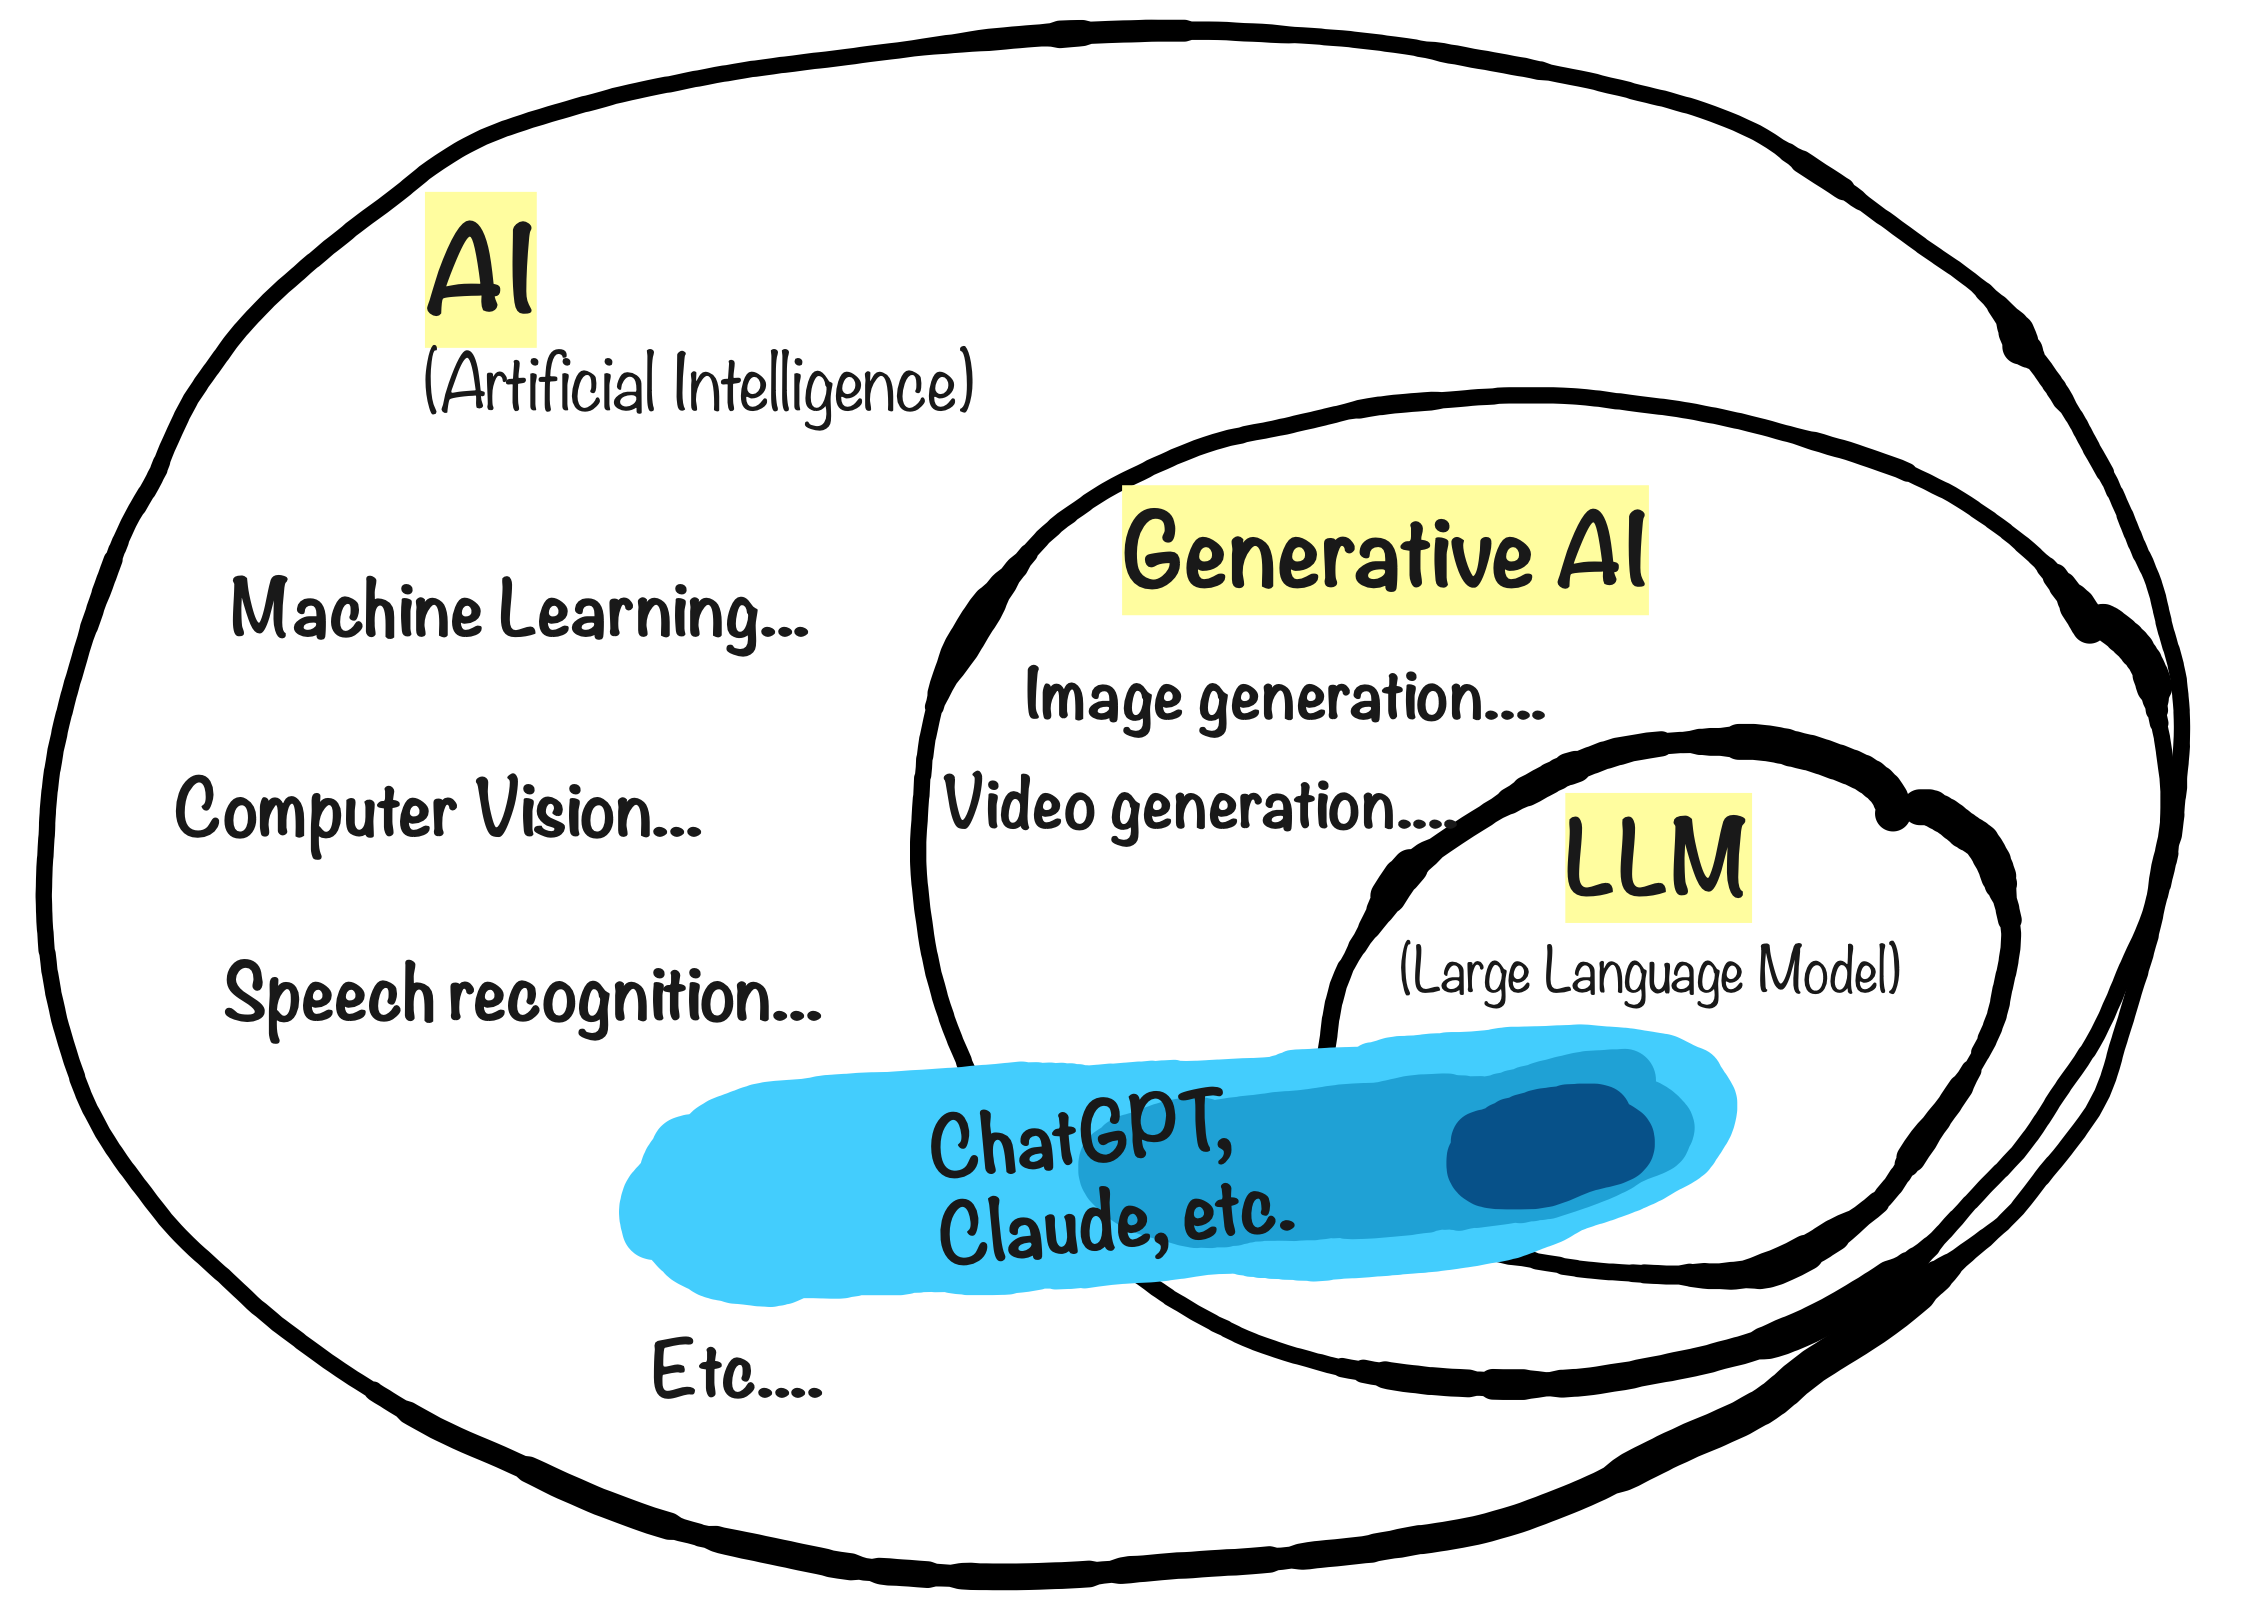 AI
(Artificial Intelligence)
Generative AI
Machine Learning...
Image generation....
Computer Vision...
Video generation....
LLM
(Large Language Model)
Speech recognition...
ChatGPT,
Claude, etc.
Etc.....